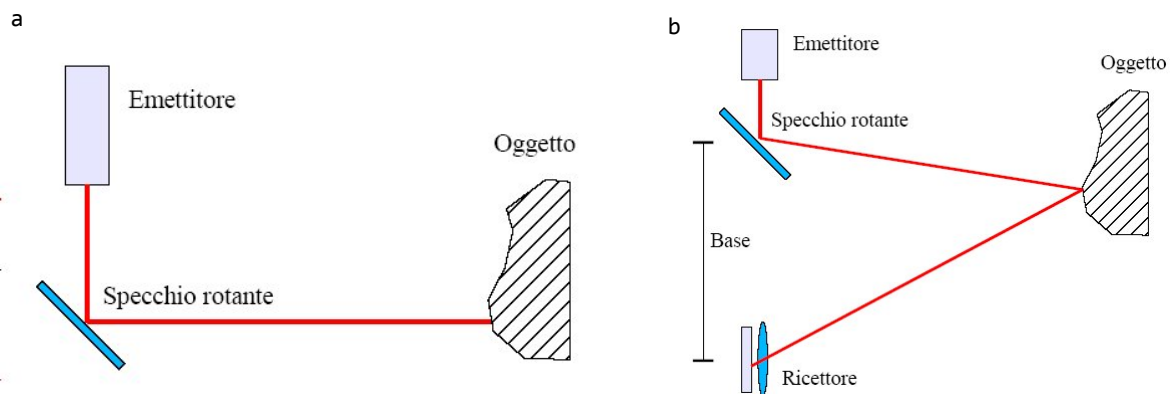 a
Emettitore
Oggetto
Specchio rotante
b
Emettitore
Oggetto
Specchio rotante
Base
Ricettore